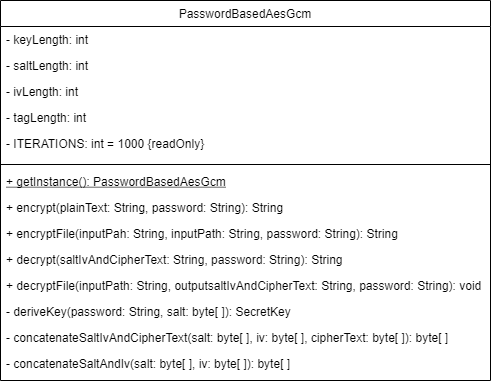 PasswordBasedAesGcm
- keyLength: int
- saltLength: int
- ivLength: int
- tagLength: int
- ITERATIONS: int = 1000 {readOnly}
+ getInstance(): PasswordBasedAesGcm
+ encrypt(plainText: String, password: String): String
+ encryptFile(inputPah: String, inputPath: String, password: String): String
+ decrypt(saltIvAndCipherText: String, password: String): String
+ decryptFile(inputPath: String, outputsaltIvAndCipherText: String, password: String): void
- deriveKey(password: String, salt: byte[ ]): SecretKey
- concatenateSaltIvAndCipherText(salt: byte[ ], iv: byte[ ], cipherText: byte[ ]): byte[ ]
- concatenateSaltAndIv(salt: byte[ ], iv: byte[ ]): byte[ ]